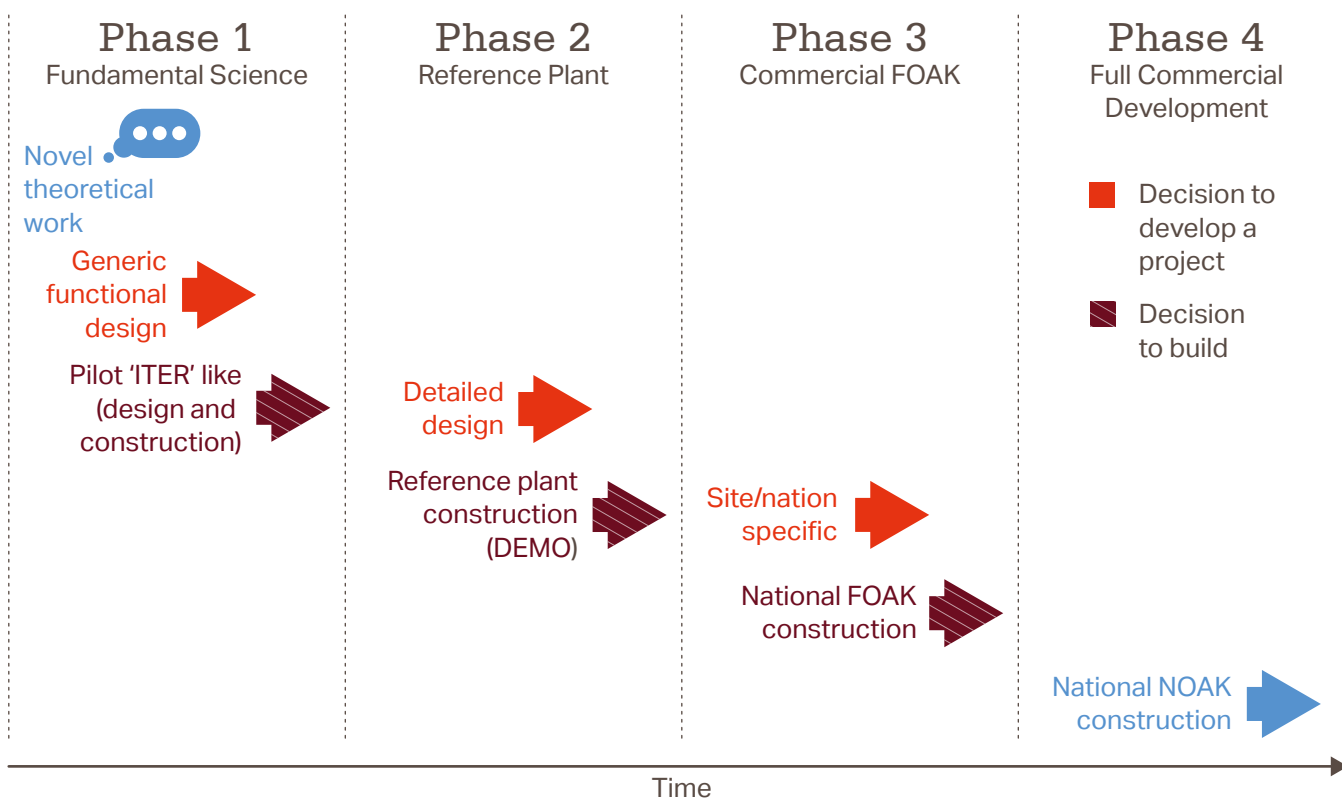 Phase 1
Fundamental Science
Phase 2
Reference Plant
Phase 3
Commercial FOAK
Phase 4
Full Commercial
Development
Novel
theoretical
work
Generic
functional
design
Pilot ‘ITER’ like
(design and
construction)
Detailed
design
Reference plant
construction
(DEMO)
Site/nation
specific
National FOAK
construction
Decision to
develop a
project
Decision
to build
National NOAK
construction
Time